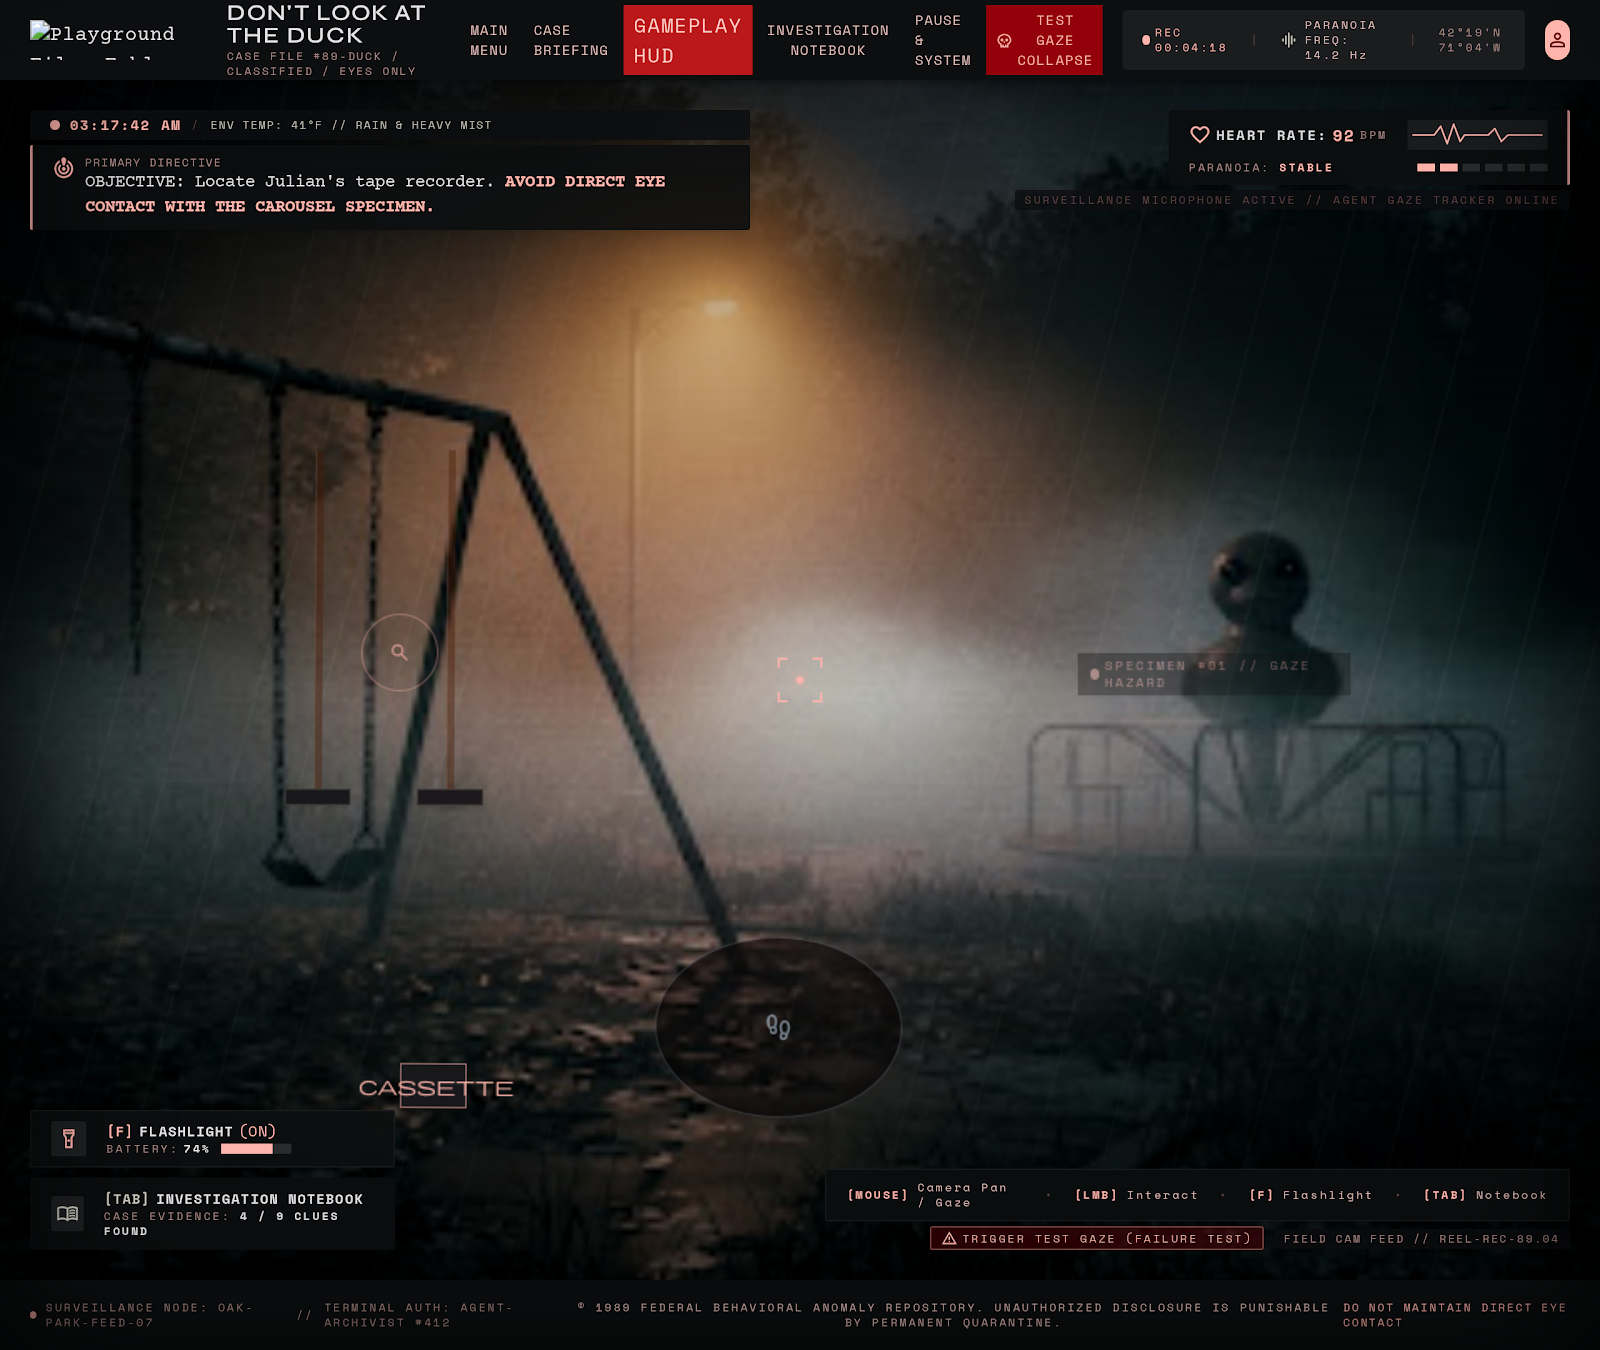 Playground
DON'T LOOK AT
THE DUCK
CASE FILE #89-DUCK /
CLASSIFIED / EYES ONLY
MAIN
MENU
CASE
BRIEFING
GAMEPLAY
HUD
INVESTIGATION
NOTEBOOK
PAUSE
&
SYSTEM
TEST
GAZE
COLLAPSE
REC
00:04:18
PARANOIA
FREQ:
14.2 Hz
42°19'N
71°04'W
03:17:42 AM / ENV TEMP: 41°F // RAIN & HEAVY MIST
PRIMARY DIRECTIVE
OBJECTIVE: Locate Julian's tape recorder. AVOID DIRECT EYE
CONTACT WITH THE CAROUSEL SPECIMEN.
HEART RATE: 92 BPM
PARANOIA: STABLE
SURVEILLANCE MICROPHONE ACTIVE // AGENT GAZE TRACKER ONLINE
SPECIMEN #01 // GAZE
HAZARD
CASSETTE
[F] FLASHLIGHT (ON)
BATTERY: 74%
[TAB] INVESTIGATION NOTEBOOK
CASE EVIDENCE: 4 / 9 CLUES
FOUND
[MOUSE] Camera Pan
/ Gaze
[LMB] Interact
[F] Flashlight
[TAB] Notebook
TRIGGER TEST GAZE (FAILURE TEST)
FIELD CAM FEED // REEL-REC-89.04
SURVEILLANCE NODE: OAK-
PARK-FEED-07
//
TERMINAL AUTH: AGENT-
ARCHIVIST #412
© 1989 FEDERAL BEHAVIORAL ANOMALY REPOSITORY. UNAUTHORIZED DISCLOSURE IS PUNISHABLE
BY PERMANENT QUARANTINE.
DO NOT MAINTAIN DIRECT EYE
CONTACT